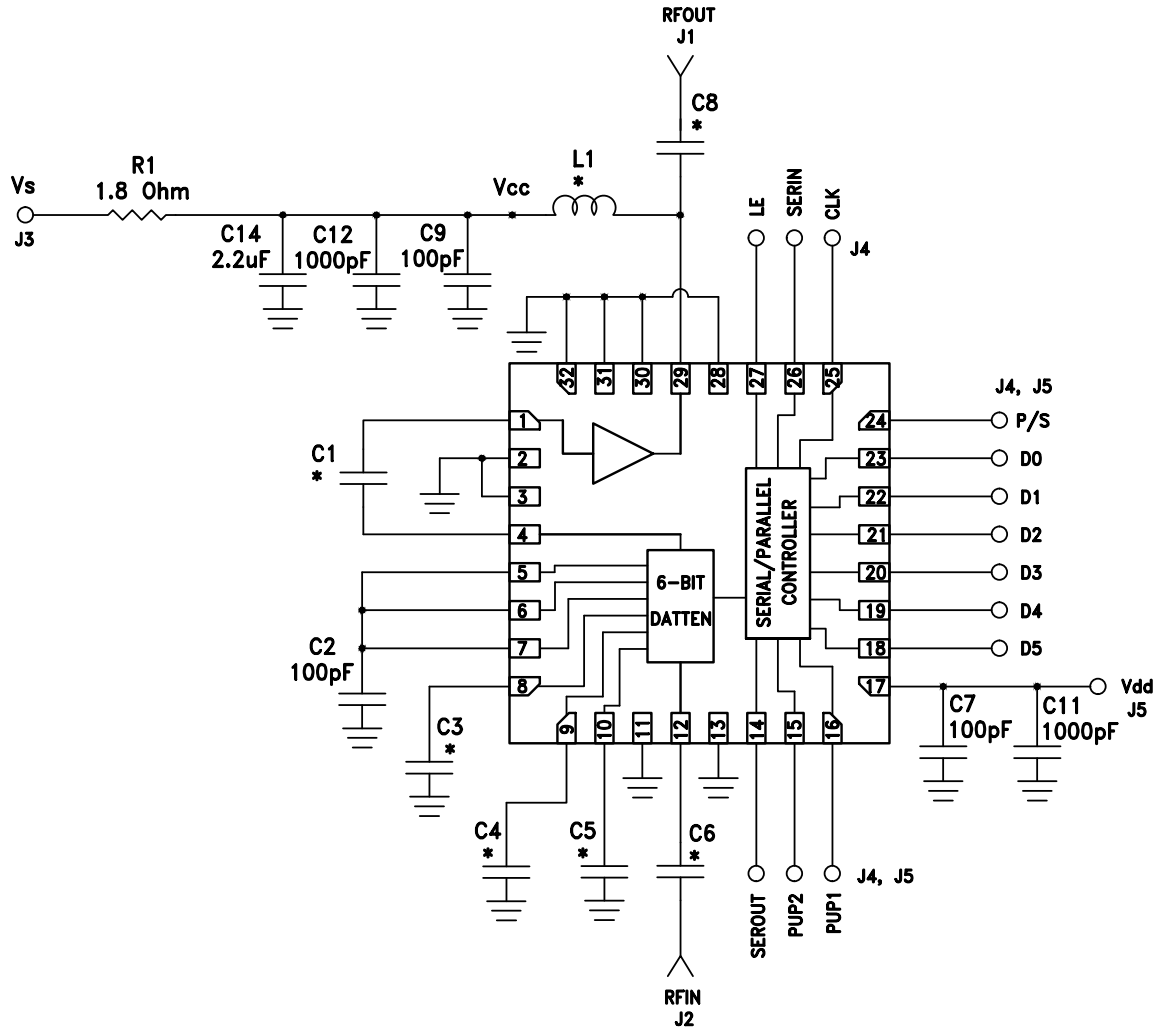 RFOUT
J1
C8
*
R1
1.8 Ohm
Vs
J3
Vcc
L1
*
C14
2.2uF
C12
1000pF
C9
100pF
LE
SERIN
CLK
J4
32
31
30
29
28
27
26
25
J4, J5
1
2
3
4
5
6
7
8
C1
*
24
P/S
23
D0
22
D1
21
D2
20
D3
19
D4
18
D5
17
Vdd
J5
SERIAL/PARALLEL
CONTROLLER
6-BIT
DATTEN
C2
100pF
C3
*
C7
100pF
C11
1000pF
9
10
11
12
13
14
15
16
C4
*
C5
*
C6
*
J4, J5
SEROUT
PUP2
PUP1
RFIN
J2